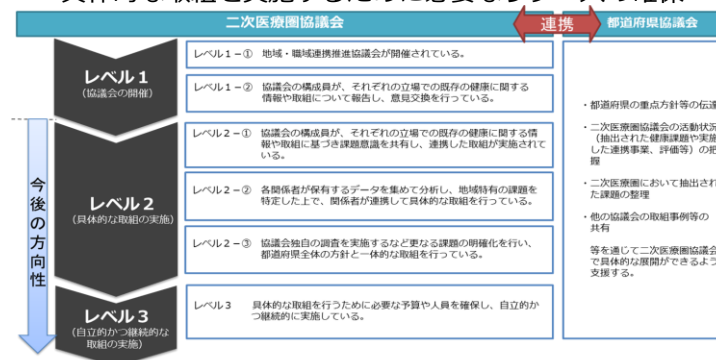 二次医療圏協議会
連携
都道府県協議会
レベル1
(協議会の開催)
レベル1-① 地域・職域連携推進協議会が開催されている。
レベル1-② 協議会の構成員が、それぞれの立場での既存の健康に関する
情報や取組について報告し、意見交換を行っている。
今後の方向性
レベル2
(具体的な取組の実施)
レベル2-① 協議会の構成員が、それぞれの立場での既存の健康に関する情
報や取組に基づき課題意識を共有し、連携した取組が実施されて
いる。
レベル2-② 各関係者が保有するデータを集めて分析し、地域特有の課題を
特定した上で、関係者が連携して具体的な取組を行っている。
レベル2-③ 協議会独自の調査を実施するなど更なる課題の明確化を行い、
都道府県全体の方針と一体的な取組を行っている。
レベル3
(自立的かつ継続的な
取組の実施)
レベル3 具体的な取組を行うために必要な予算や人員を確保し、自立的か
つ継続的に実施している。
・都道府県の重点方針等の伝達
・二次医療圏協議会の活動状況
(抽出された健康課題や実施
した連携事業、評価等)の把
握
・二次医療圏において抽出され
た課題の整理
・他の協議会の取組事例等の
共有
等を通じて二次医療圏協議会
で具体的な展開ができるよう
支援する。